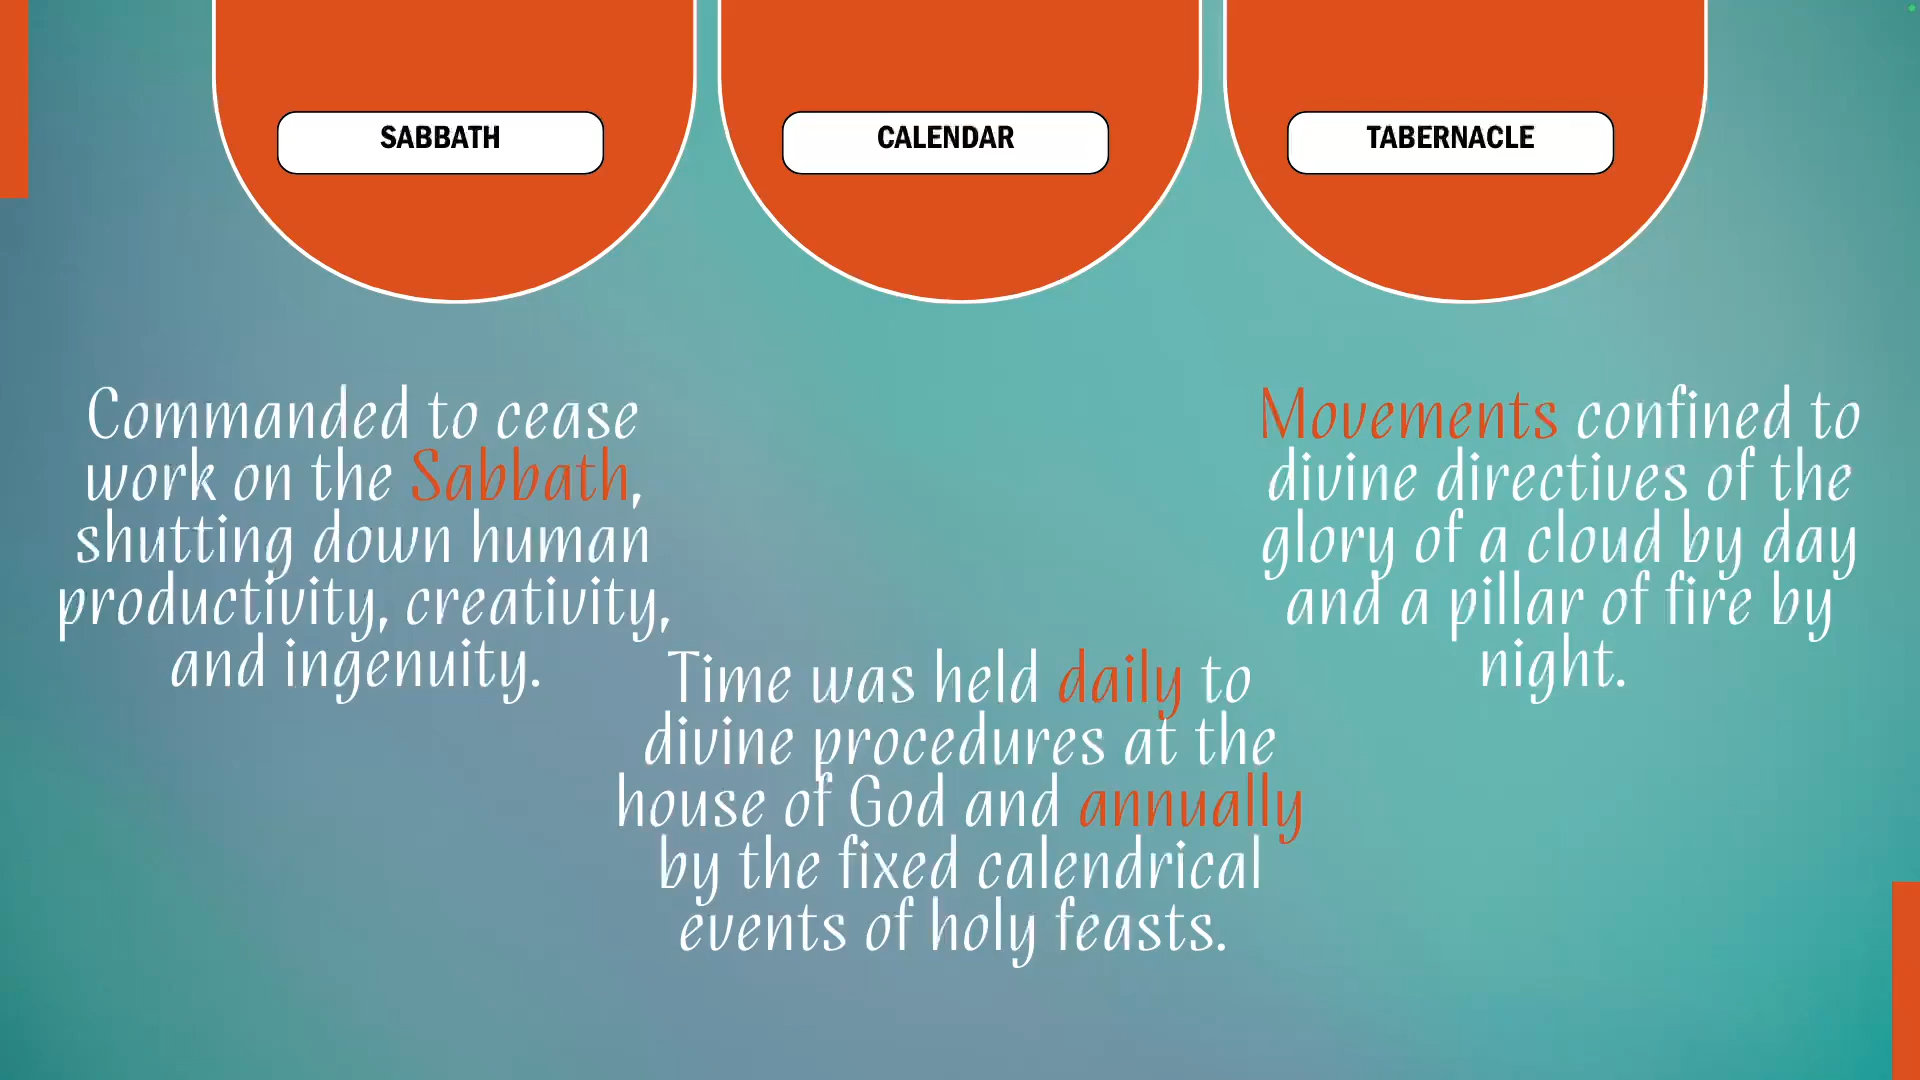 SABBATH
CALENDAR
TABERNACLE
Commanded to cease
work on the Sabbath,
shutting down human
productivity, creativity,
and ingenuity.
Time was held daily to
divine procedures at the
house of God and annually
by the fixed calendrical
events of holy feasts.
Movements confined to
divine directives of the
glory of a cloud by day
and a pillar of fire by
night.